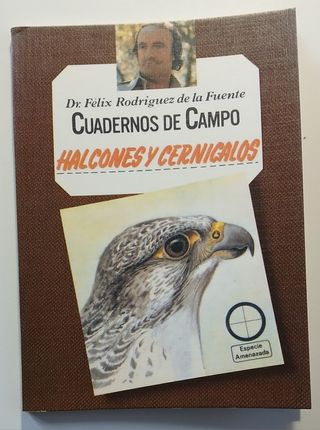 Dr. Félix Rodríguez de la Fuente
CUADERNOS DE CAMPO
HALCONES Y CERNICALOS
Especie
Amenazada